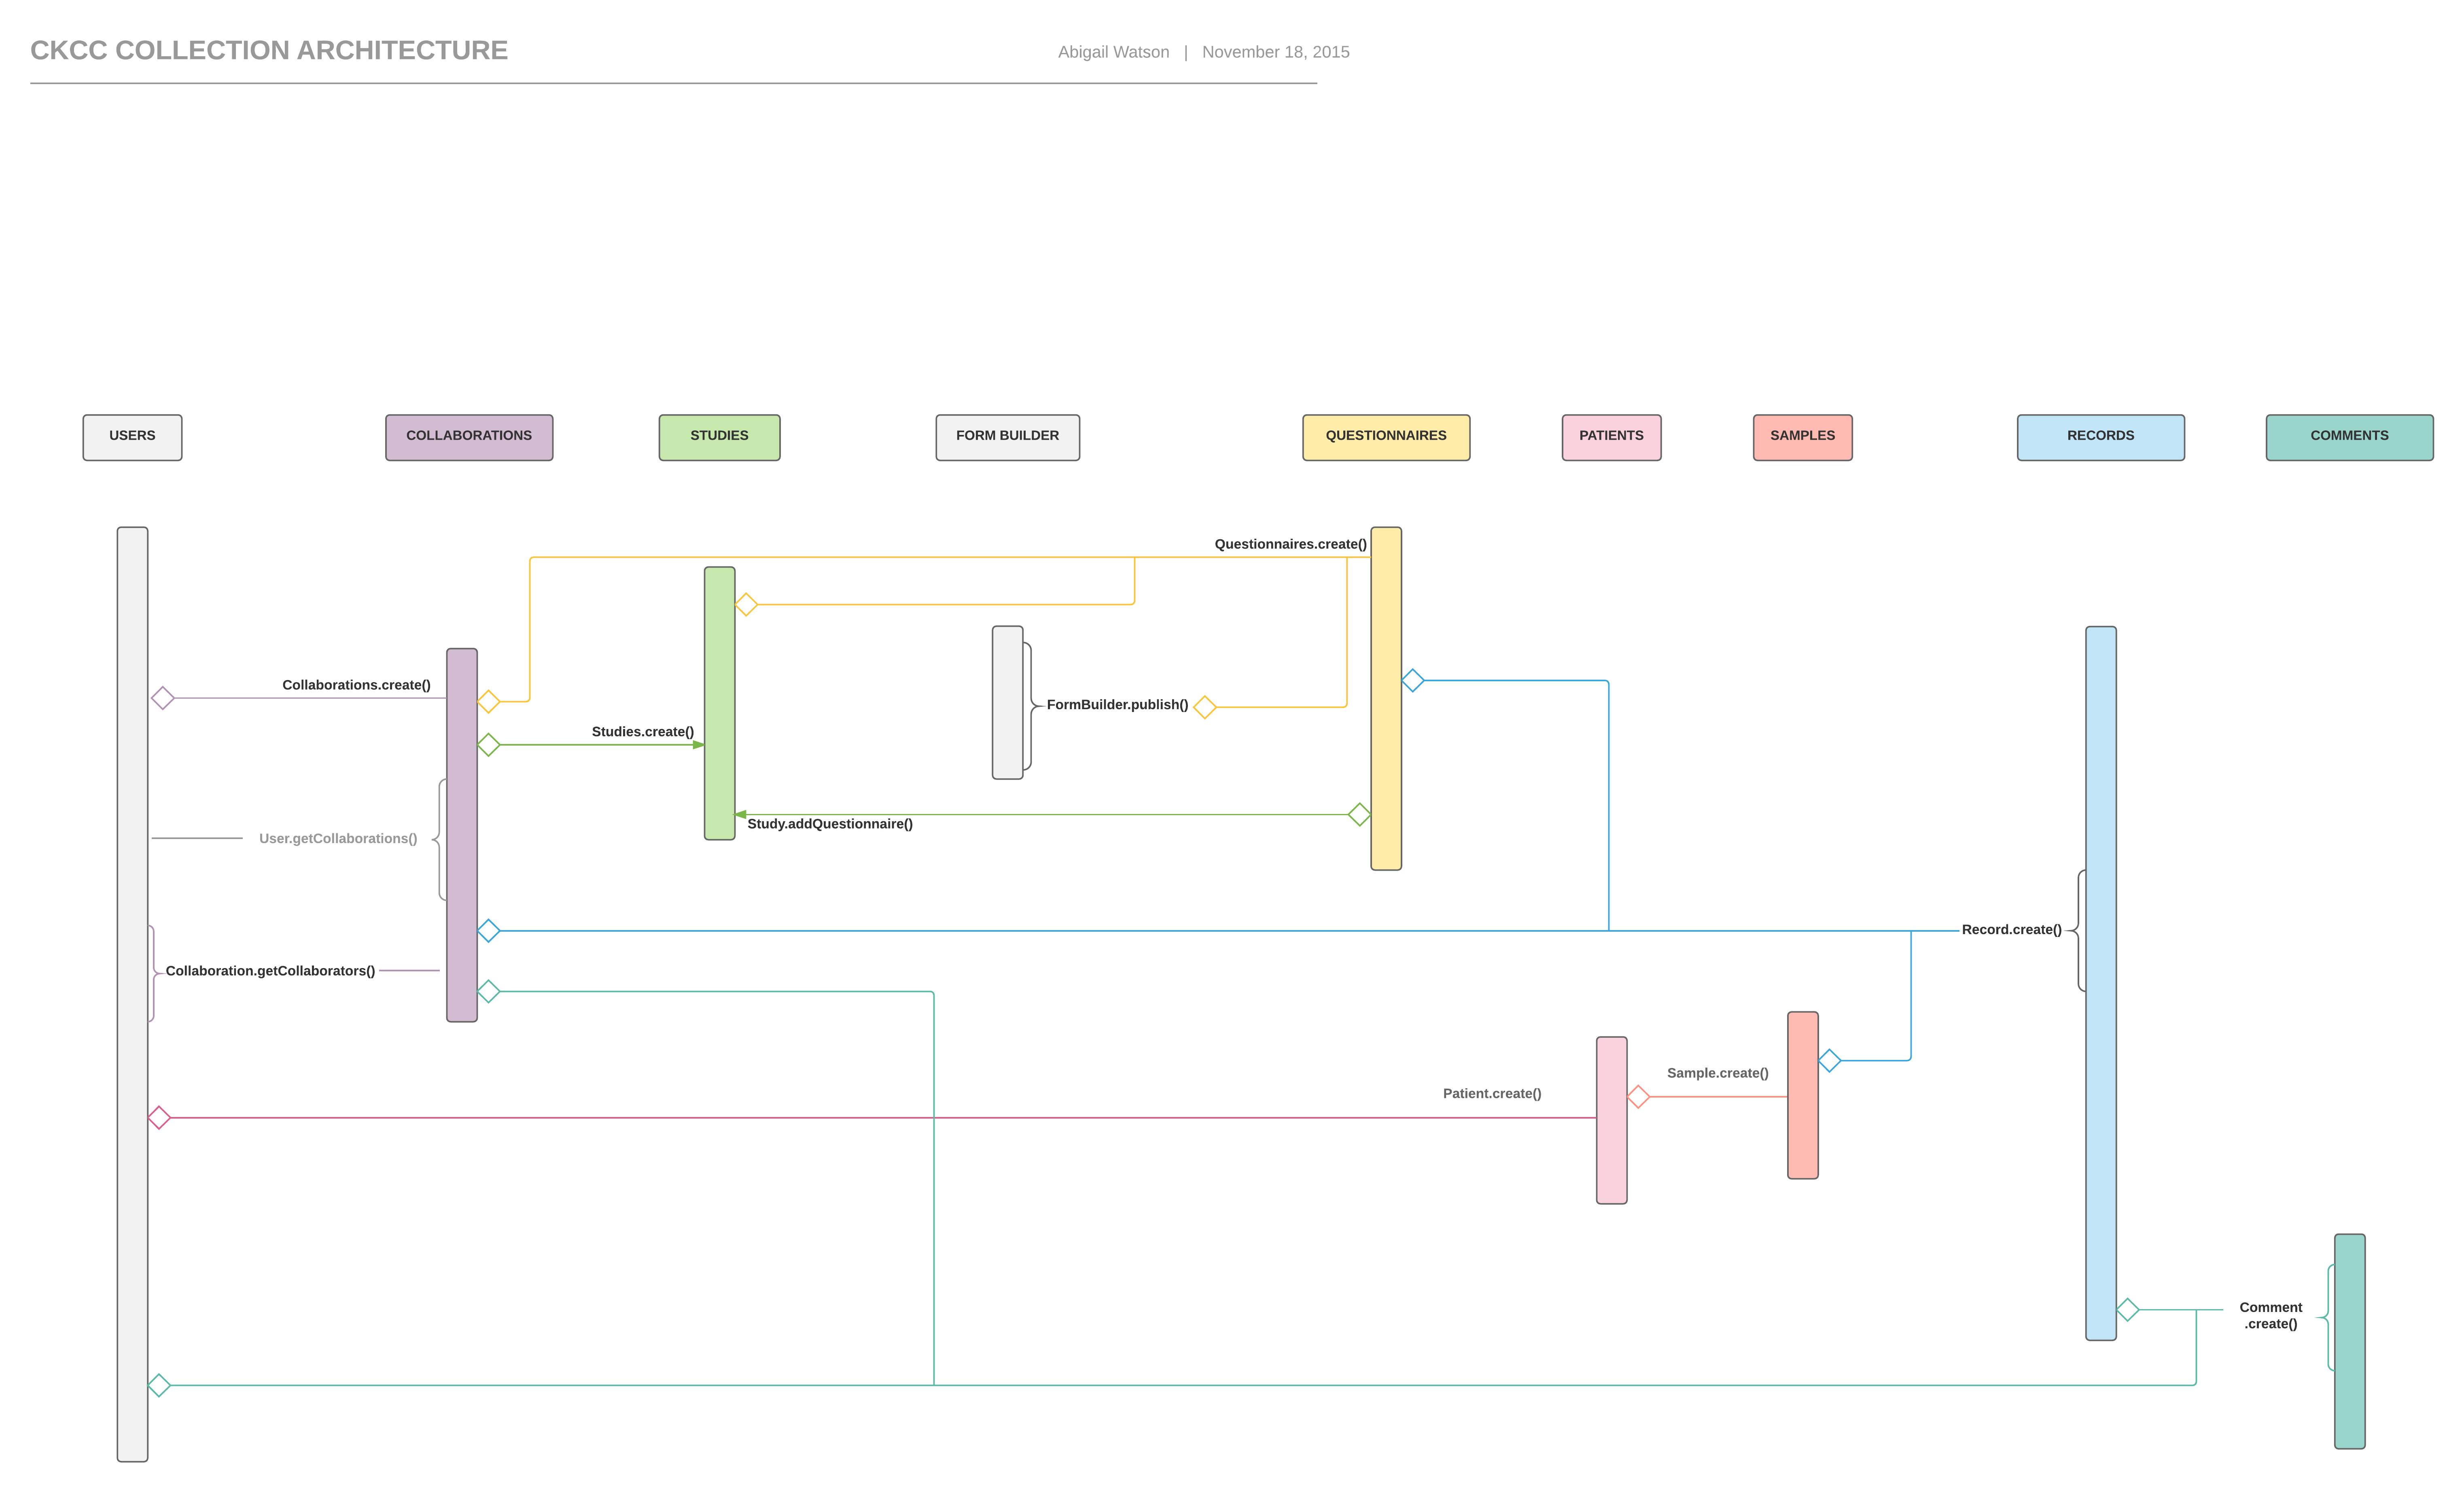 CKCC COLLECTION ARCHITECTURE
Abigail Watson | November 18, 2015
USERS
COLLABORATIONS
STUDIES
FORM BUILDER
QUESTIONNAIRES
PATIENTS
SAMPLES
RECORDS
COMMENTS
Questionnaires.create()
Collaborations.create()
FormBuilder.publish()
Studies.create()
Study.addQuestionnaire()
User.getCollaborations()
Record.create()
Collaboration.getCollaborators()
Sample.create()
Patient.create()
Comment
.create()